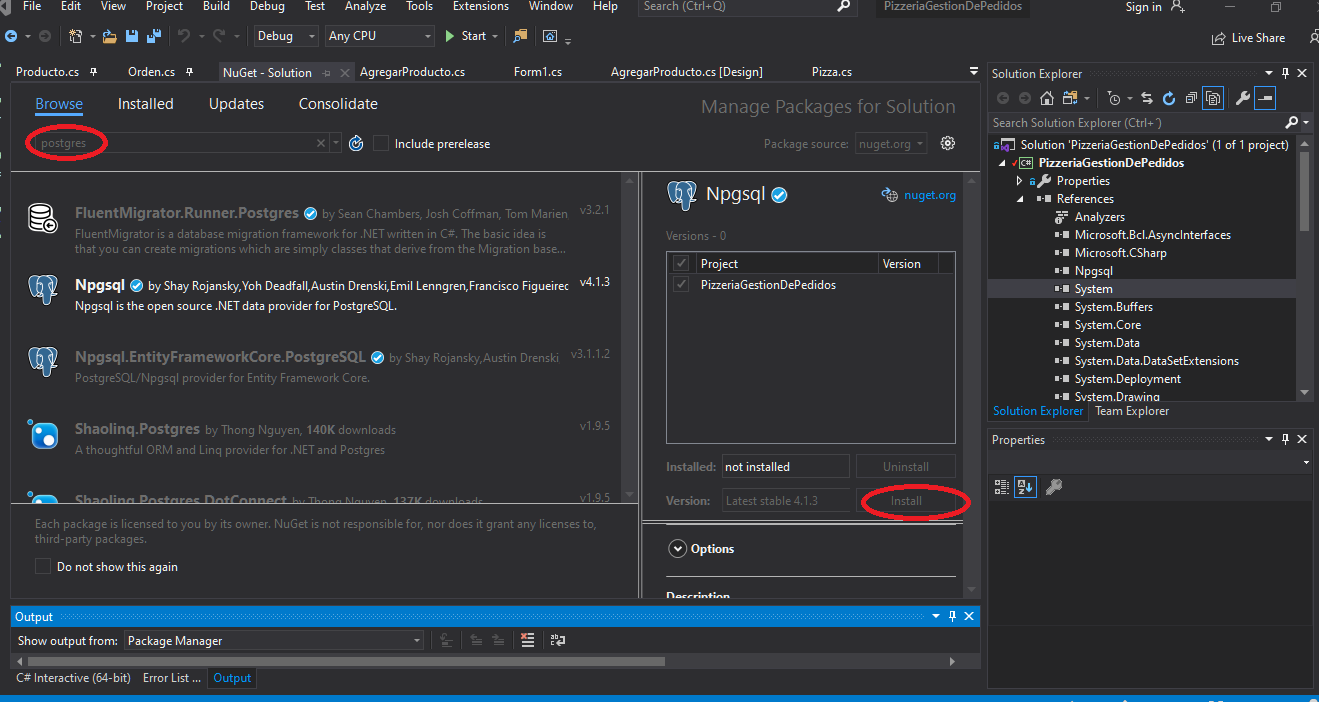 File Edit View Project Build Debug Test Analyze Tools Extensions Window Help Search (Ctrl+Q) PizzeriaGestionDePedidos Sign in
Debug Any CPU Start Live Share
Producto.cs Orden.cs NuGet - Solution AgregarProducto.cs Form1.cs AgregarProducto.cs [Design] Pizza.cs
Browse Installed Updates Consolidate
Manage Packages for Solution
postgres
Include prerelease
Package source: nuget.org
FluentMigrator.Runner.Postgres by Sean Chambers, Josh Coffman, Tom Marien, v3.2.1
FluentMigrator is a database migration framework for .NET written in C#. The basic idea is
that you can create migrations which are simply classes that derive from the Migration base...
Npgsql by Shay Rojansky,Yoh Deadfall,Austin Drenski,Emil Lenngren,Francisco Figueired v4.1.3
Npgsql is the open source .NET data provider for PostgreSQL.
Npgsql.EntityFrameworkCore.PostgreSQL by Shay Rojansky,Austin Drenski v3.1.1.2
PostgreSQL/Npgsql provider for Entity Framework Core.
Shaolinq.Postgres by Thong Nguyen, 140K downloads v1.9.5
A thoughtful ORM and Linq provider for .NET and Postgres
Shaolinq.Postgres.DotConnect by Thong Nguyen, 137K downloads v1.9.5
Each package is licensed to you by its owner. NuGet is not responsible for, nor does it grant any licenses to,
third-party packages.
Do not show this again
Npgsql nuget.org
Versions - 0
Project Version
PizzeriaGestionDePedidos
Installed: not installed Uninstall
Version: Latest stable 4.1.3 Install
Options
Description
Output
Show output from: Package Manager
C# Interactive (64-bit) Error List ... Output
Solution Explorer
Search Solution Explorer (Ctrl+´)
Solution 'PizzeriaGestionDePedidos' (1 of 1 project)
C# PizzeriaGestionDePedidos
Properties
References
Analyzers
Microsoft.Bcl.AsyncInterfaces
Microsoft.CSharp
Npgsql
System
System.Buffers
System.Core
System.Data
System.Data.DataSetExtensions
System.Deployment
System.Drawing
Solution Explorer Team Explorer
Properties